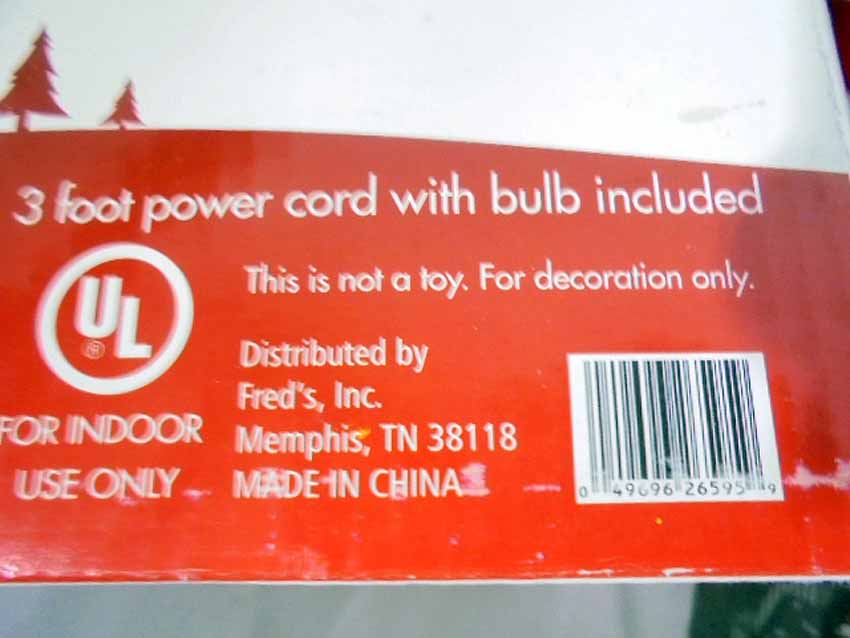 3 foot power cord with bulb included
UL
®
This is not a toy. For decoration only.
FOR INDOOR
USE ONLY
Distributed by
Fred's, Inc.
Memphis, TN 38118
MADE IN CHINA
0 49696 26595 9